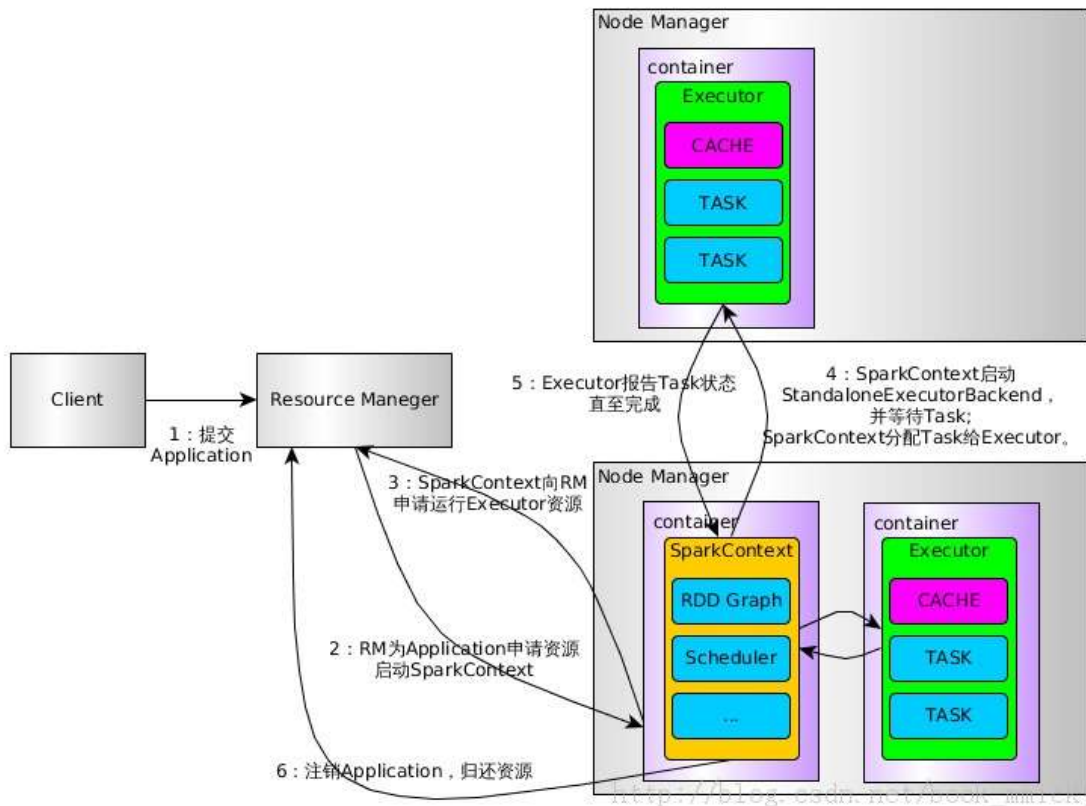 Node Manager
container
Executor
CACHE
TASK
TASK
Client
Resource Maneger
1：提交
Application
5：Executor报告Task状态
直至完成
4：SparkContext启动
StandaloneExecutorBackend，
并等待Task;
SparkContext分配Task给Executor。
3：SparkContext向RM
申请运行Executor资源
2：RM为Application申请资源
启动SparkContext
6：注销Application，归还资源
Node Manager
container
SparkContext
RDD Graph
Scheduler
...
container
Executor
CACHE
TASK
TASK